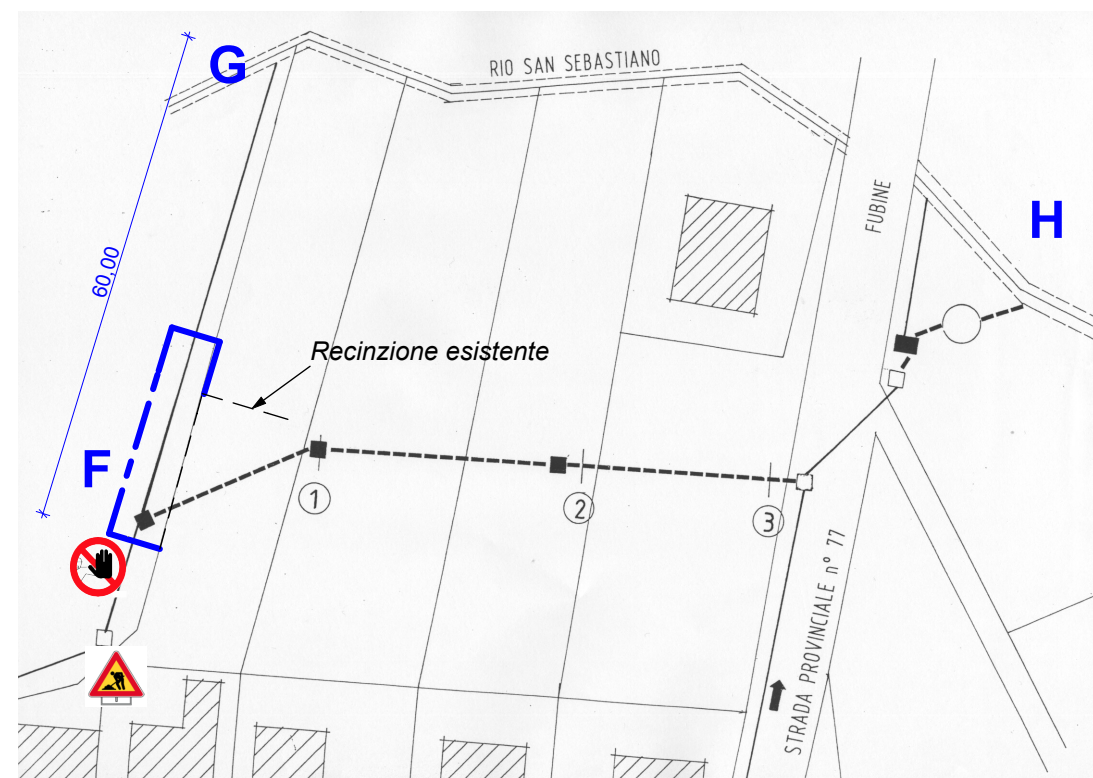 G
RIO SAN SEBASTIANO
FUBINE
H
60,00
Recinzione esistente
F
1
2
3
STRADA PROVINCIALE n° 77